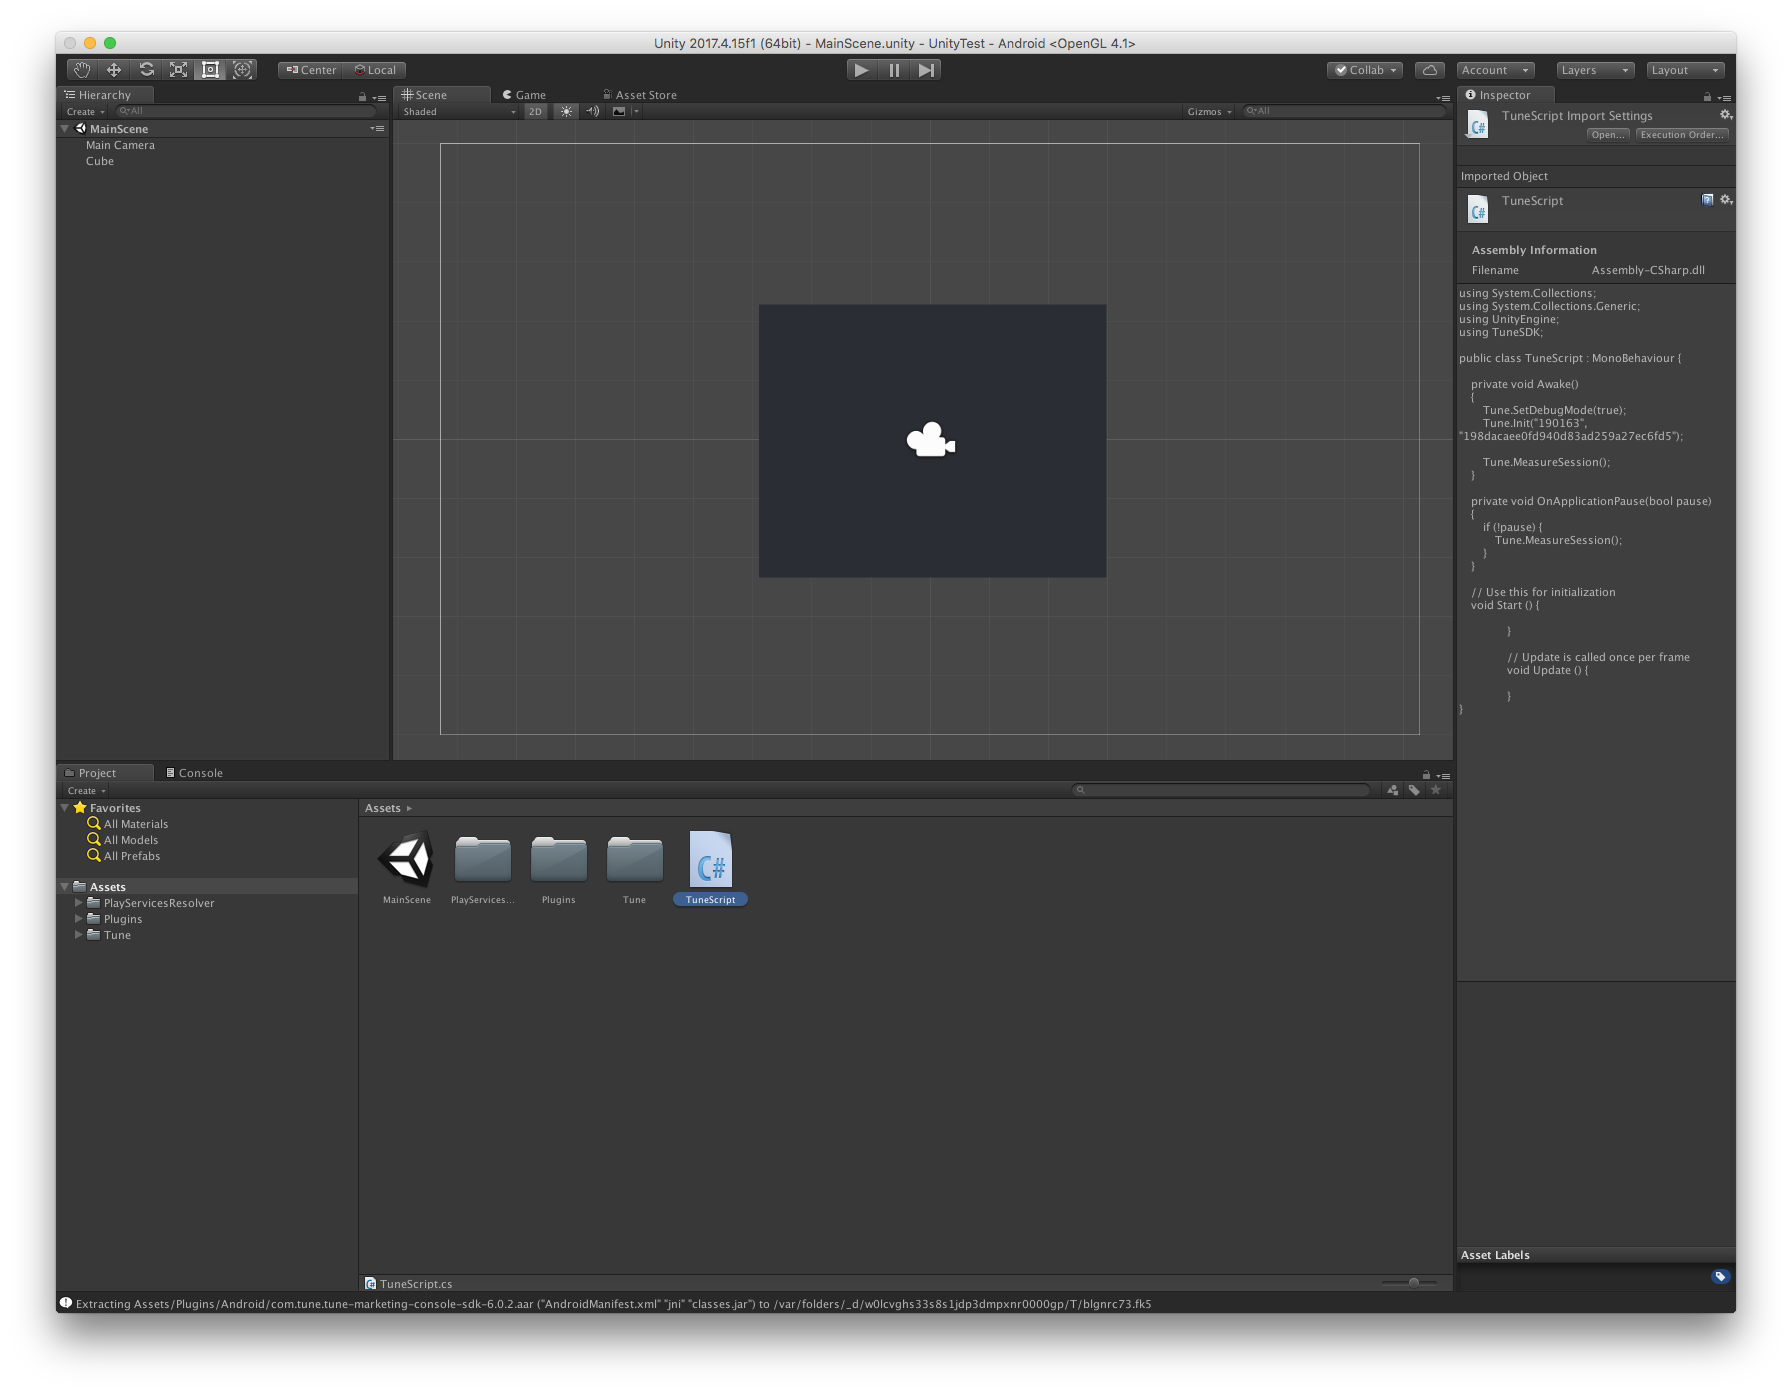 Unity 2017.4.15f1 (64bit) - MainScene.unity - UnityTest - Android <OpenGL 4.1>
Center
Local
Collab
Account
Layers
Layout
Hierarchy
Create
All
MainScene
Main Camera
Cube
Scene
Game
Asset Store
Shaded
2D
Gizmos
All
Inspector
C#
TuneScript Import Settings
Open...
Execution Order...
Imported Object
C#
TuneScript
Assembly Information
Filename
Assembly-CSharp.dll
using System.Collections;
using System.Collections.Generic;
using UnityEngine;
using TuneSDK;
public class TuneScript : MonoBehaviour {
private void Awake()
{
Tune.SetDebugMode(true);
Tune.Init("190163",
"198dacaee0fd940d83ad259a27ec6fd5");
Tune.MeasureSession();
}
private void OnApplicationPause(bool pause)
{
if (!pause) {
Tune.MeasureSession();
}
}
// Use this for initialization
void Start () {
}
// Update is called once per frame
void Update () {
}
}
Project
Console
Create
Favorites
All Materials
All Models
All Prefabs
Assets
PlayServicesResolver
Plugins
Tune
Assets
C#
MainScene
PlayServices...
Plugins
Tune
TuneScript
TuneScript.cs
Asset Labels
Extracting Assets/Plugins/Android/com.tune.tune-marketing-console-sdk-6.0.2.aar ("AndroidManifest.xml" "jni" "classes.jar") to /var/folders/_d/w0lcvghs33s8s1jdp3dmpxnr0000gp/T/blgnrc73.fk5